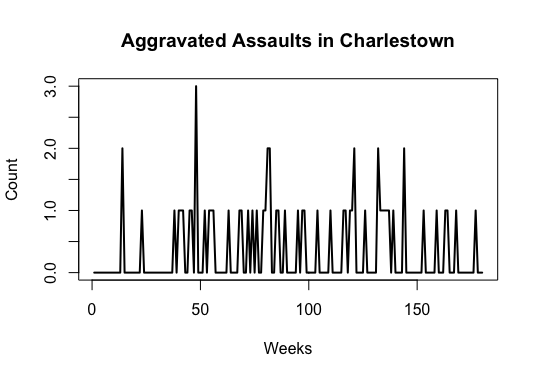 Aggravated Assaults in Charlestown
Count
0.0 1.0 2.0 3.0
0 50 100 150
Weeks